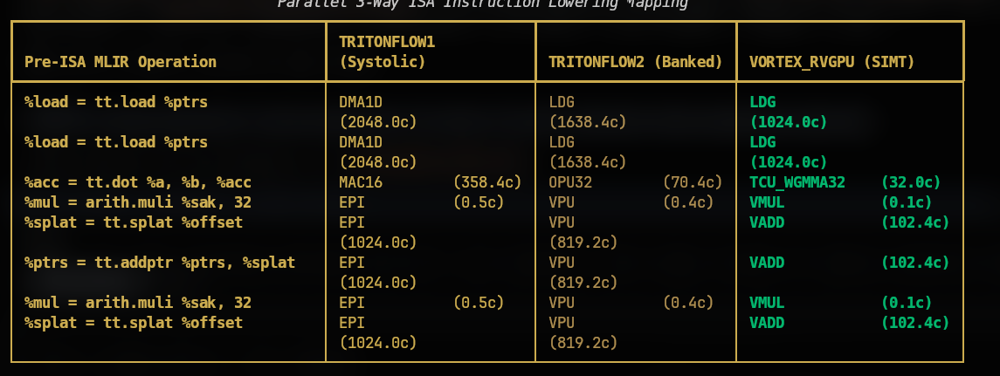 Parallel 3-Way ISA Instruction Lowering Mapping
Pre-ISA MLIR Operation TRITONFLOW1 (Systolic) TRITONFLOW2 (Banked) VORTEX_RVGPU (SIMT)
%load = tt.load %ptrs DMA1D LDG LDG
(2048.0c) (1638.4c) (1024.0c)
%load = tt.load %ptrs DMA1D LDG LDG
(2048.0c) (1638.4c) (1024.0c)
%acc = tt.dot %a, %b, %acc MAC16 (358.4c) OPU32 (70.4c) TCU_WGMMA32 (32.0c)
%mul = arith.muli %sak, 32 EPI (0.5c) VPU (0.4c) VMUL (0.1c)
%splat = tt.splat %offset EPI VPU VADD (102.4c)
(1024.0c) (819.2c)
%ptrs = tt.addptr %ptrs, %splat EPI VPU VADD (102.4c)
(1024.0c) (819.2c)
%mul = arith.muli %sak, 32 EPI (0.5c) VPU (0.4c) VMUL (0.1c)
%splat = tt.splat %offset EPI VPU VADD (102.4c)
(1024.0c) (819.2c)